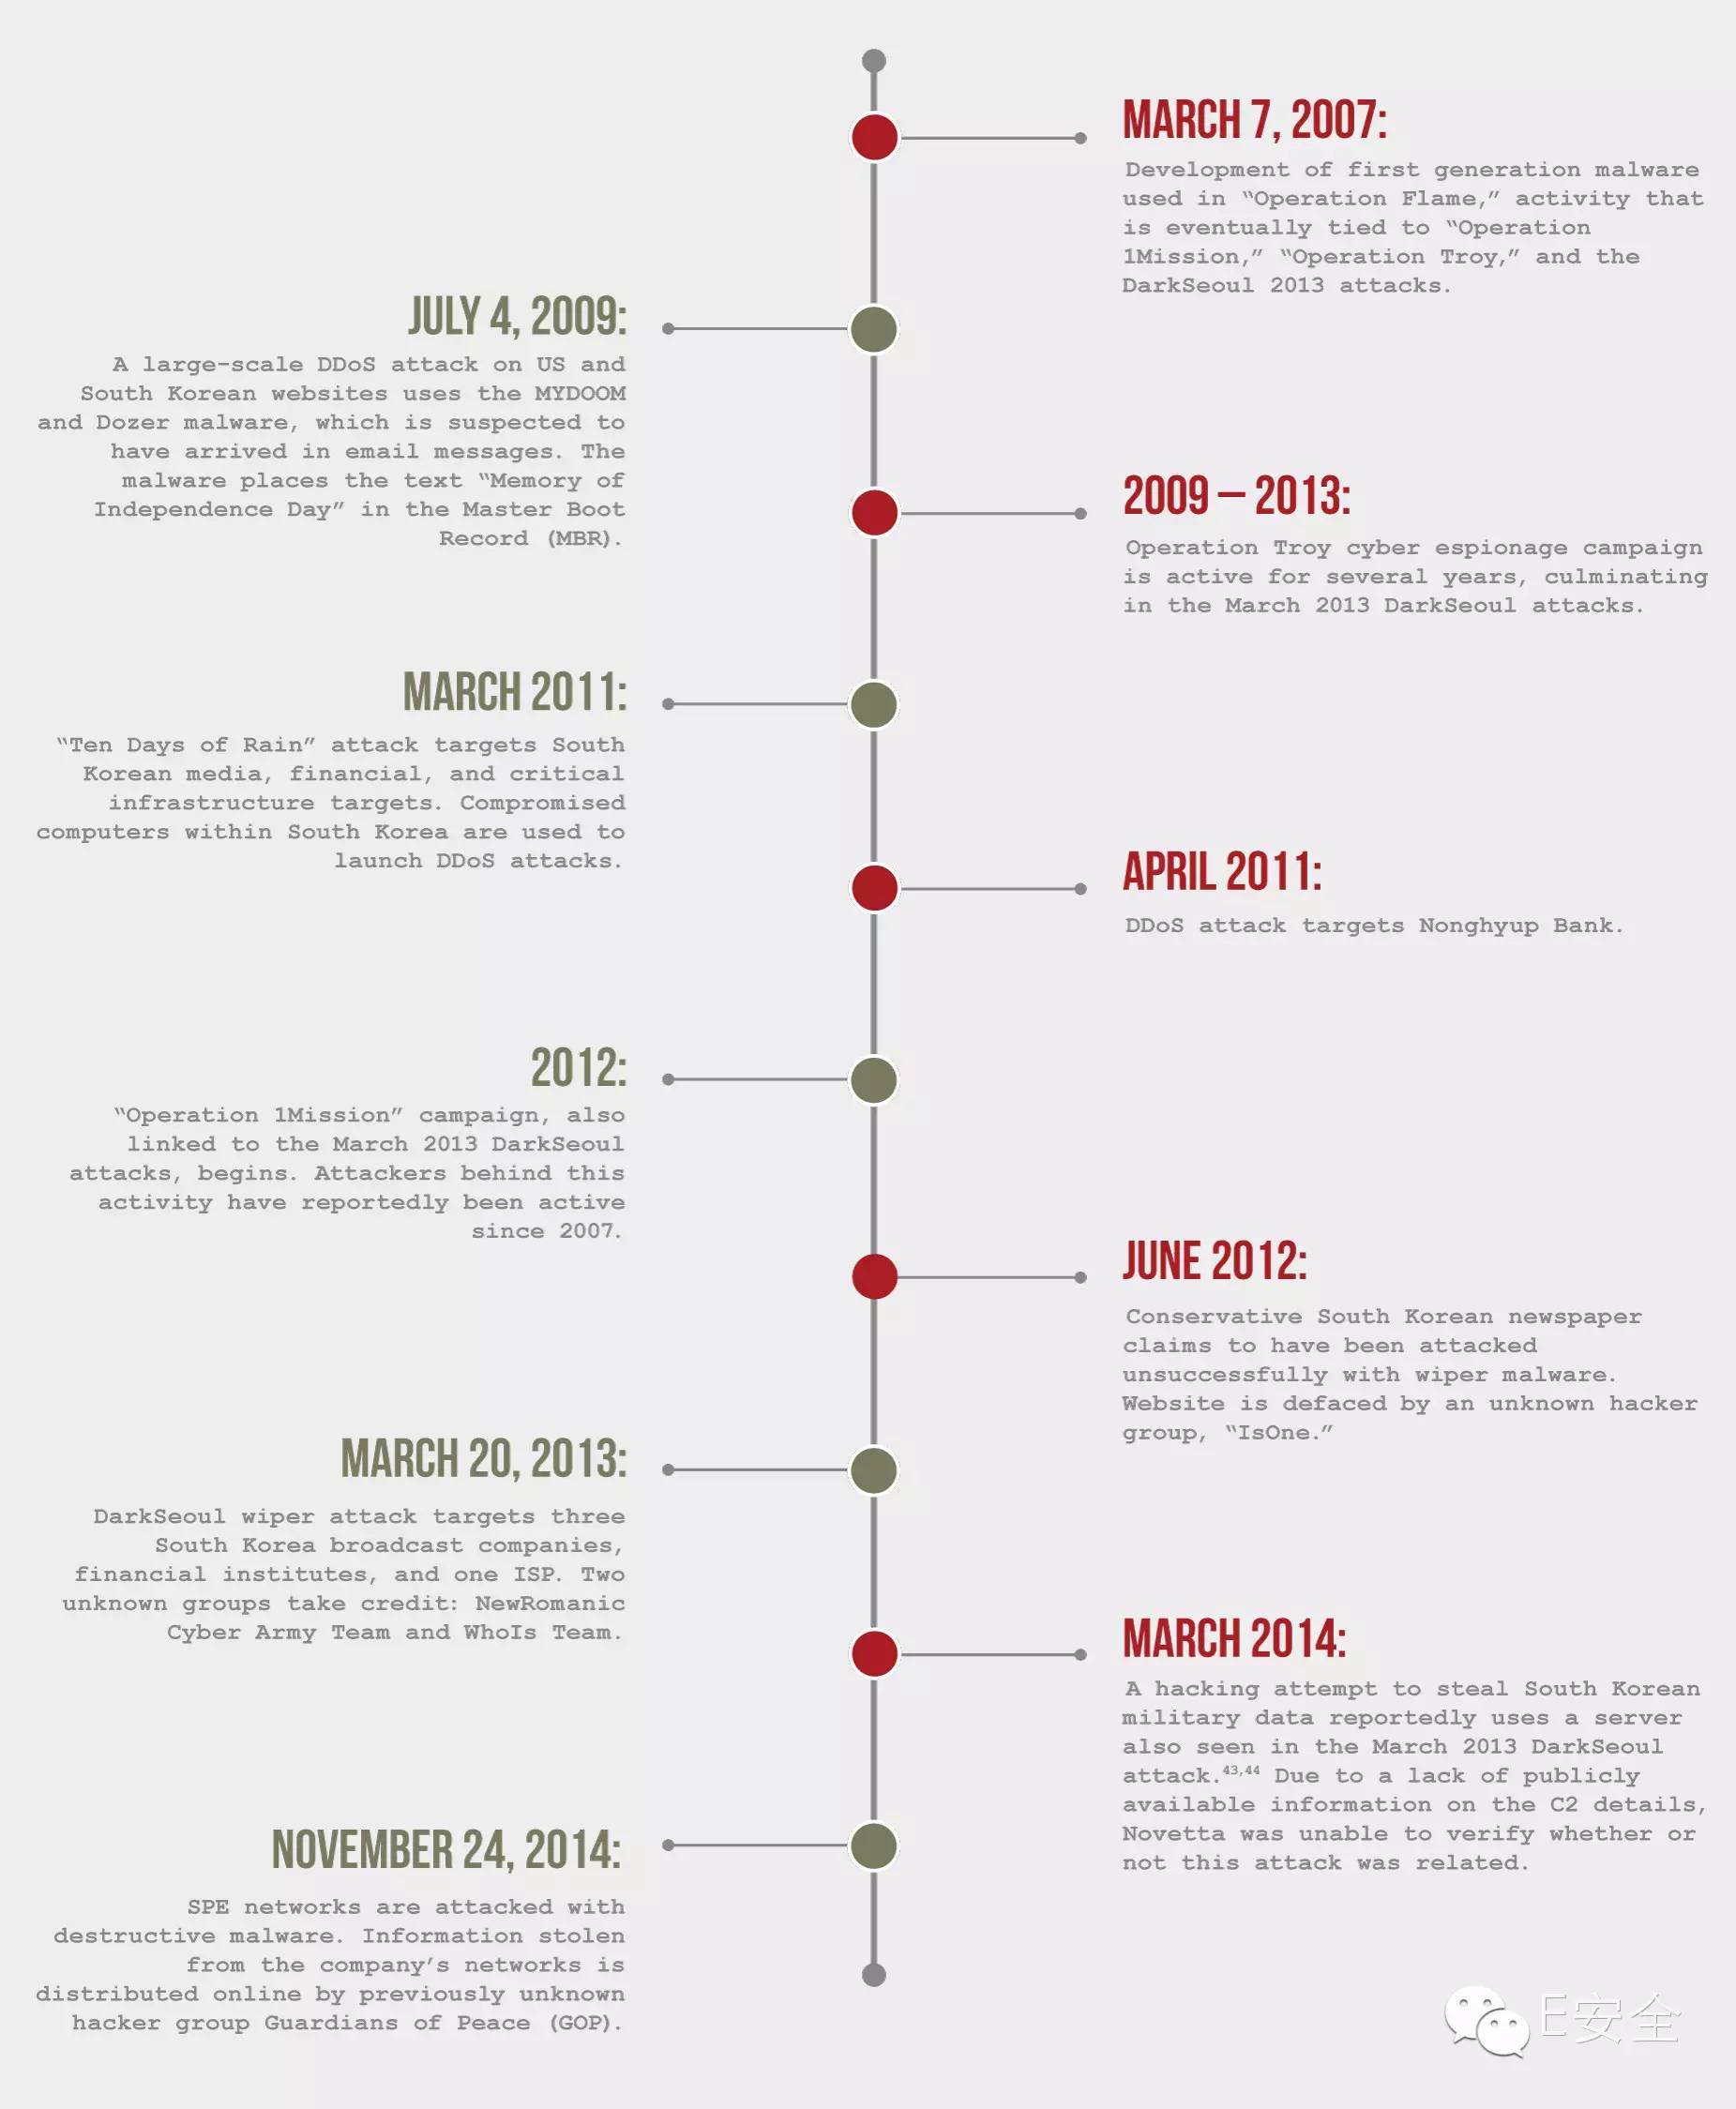 MARCH 7, 2007:
Development of first generation malware
used in “Operation Flame,” activity that
is eventually tied to “Operation
1Mission,” “Operation Troy,” and the
DarkSeoul 2013 attacks.
JULY 4, 2009:
A large-scale DDoS attack on US and
South Korean websites uses the MYDOOM
and Dozer malware, which is suspected to
have arrived in email messages. The
malware places the text “Memory of
Independence Day” in the Master Boot
Record (MBR).
2009 – 2013:
Operation Troy cyber espionage campaign
is active for several years, culminating
in the March 2013 DarkSeoul attacks.
MARCH 2011:
“Ten Days of Rain” attack targets South
Korean media, financial, and critical
infrastructure targets. Compromised
computers within South Korea are used to
launch DDoS attacks.
APRIL 2011:
DDoS attack targets Nonghyup Bank.
2012:
“Operation 1Mission” campaign, also
linked to the March 2013 DarkSeoul
attacks, begins. Attackers behind this
activity have reportedly been active
since 2007.
JUNE 2012:
Conservative South Korean newspaper
claims to have been attacked
unsuccessfully with wiper malware.
Website is defaced by an unknown hacker
group, “IsOne.”
MARCH 20, 2013:
DarkSeoul wiper attack targets three
South Korea broadcast companies,
financial institutes, and one ISP. Two
unknown groups take credit: NewRomanic
Cyber Army Team and WhoIs Team.
MARCH 2014:
A hacking attempt to steal South Korean
military data reportedly uses a server
also seen in the March 2013 DarkSeoul
attack.43,44 Due to a lack of publicly
available information on the C2 details,
Novetta was unable to verify whether or
not this attack was related.
NOVEMBER 24, 2014:
SPE networks are attacked with
destructive malware. Information stolen
from the company’s networks is
distributed online by previously unknown
hacker group Guardians of Peace (GOP).
E安全